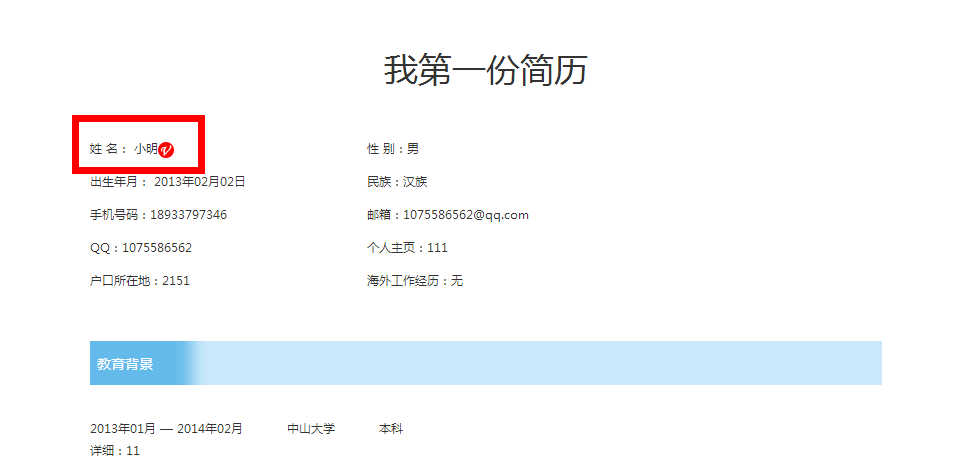 我第一份简历
姓 名： 小明V 性 别：男
出生年月： 2013年02月02日 民族：汉族
手机号码：18933797346 邮箱：1075586562@qq.com
QQ：1075586562 个人主页：111
户口所在地：2151 海外工作经历：无
教育背景
2013年01月 — 2014年02月 中山大学 本科
详细：11